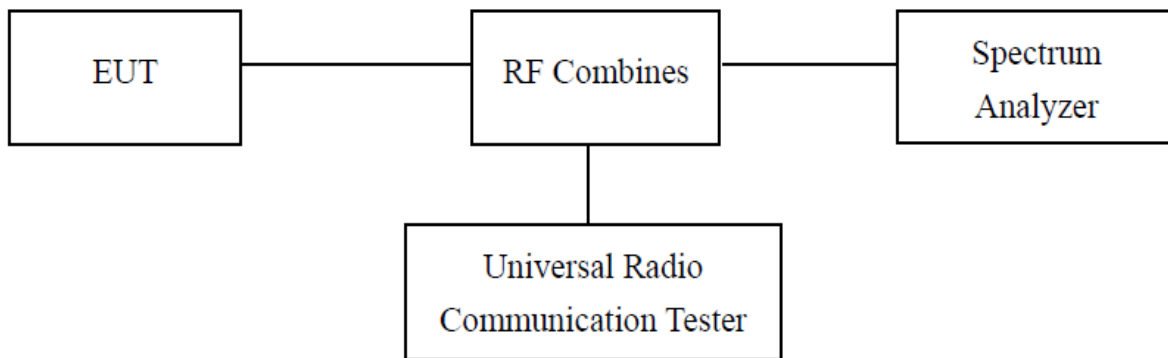 EUT
RF Combines
Spectrum
Analyzer
Universal Radio
Communication Tester